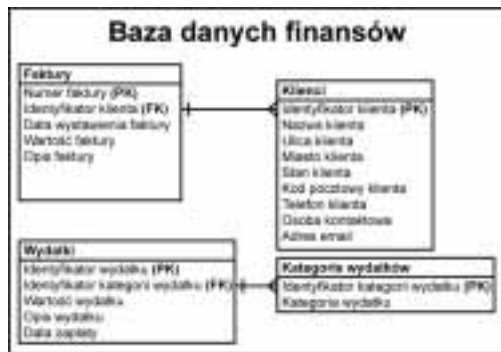 Baza danych finansów
Faktury
Numer faktury (PK)
Identyfikator klienta (FK)
Data wystawienia faktury
Wartość faktury
Opis faktury
Klienci
Identyfikator klienta (PK)
Nazwa klienta
Ulica klienta
Miasto klienta
Stan klienta
Kod pocztowy klienta
Telefon klienta
Osoba kontaktowa
Adres email
Wydatki
Identyfikator wydatku (PK)
Identyfikator kategorii wydatku (FK)
Wartość wydatku
Opis wydatku
Data zapłaty
Kategorie wydatków
Identyfikator kategorii wydatku (PK)
Kategoria wydatku